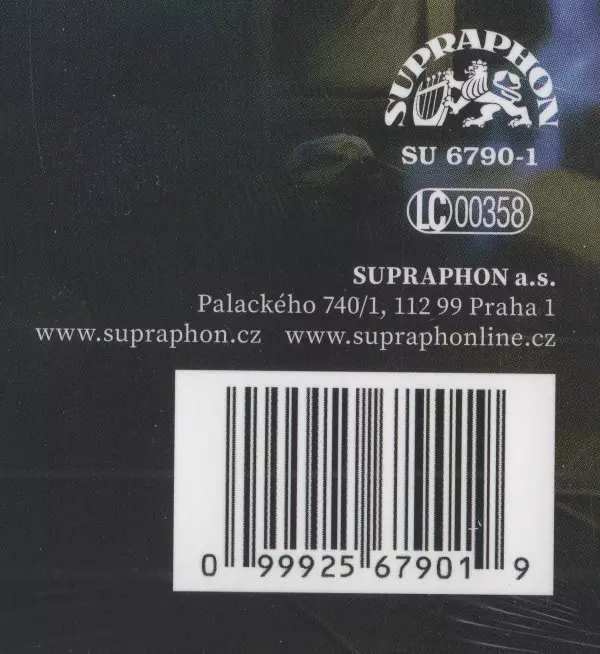 SUPRAPHON
SU 6790-1
LC 00358
SUPRAPHON a.s.
Palackého 740/1, 112 99 Praha 1
www.supraphon.cz www.supraphonline.cz
0 99925 67901 9